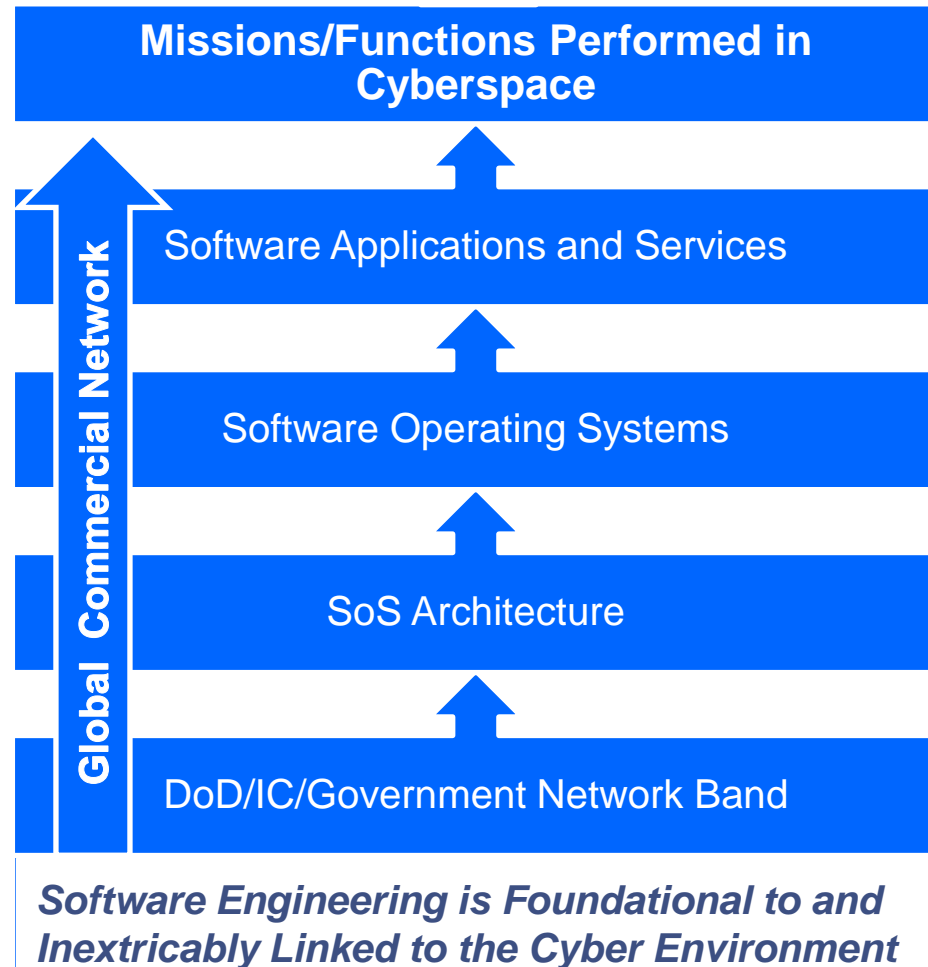 Missions/Functions Performed in
Cyberspace
Software Applications and Services
Software Operating Systems
SoS Architecture
DoD/IC/Government Network Band
Global Commercial Network
Software Engineering is Foundational to and
Inextricably Linked to the Cyber Environment